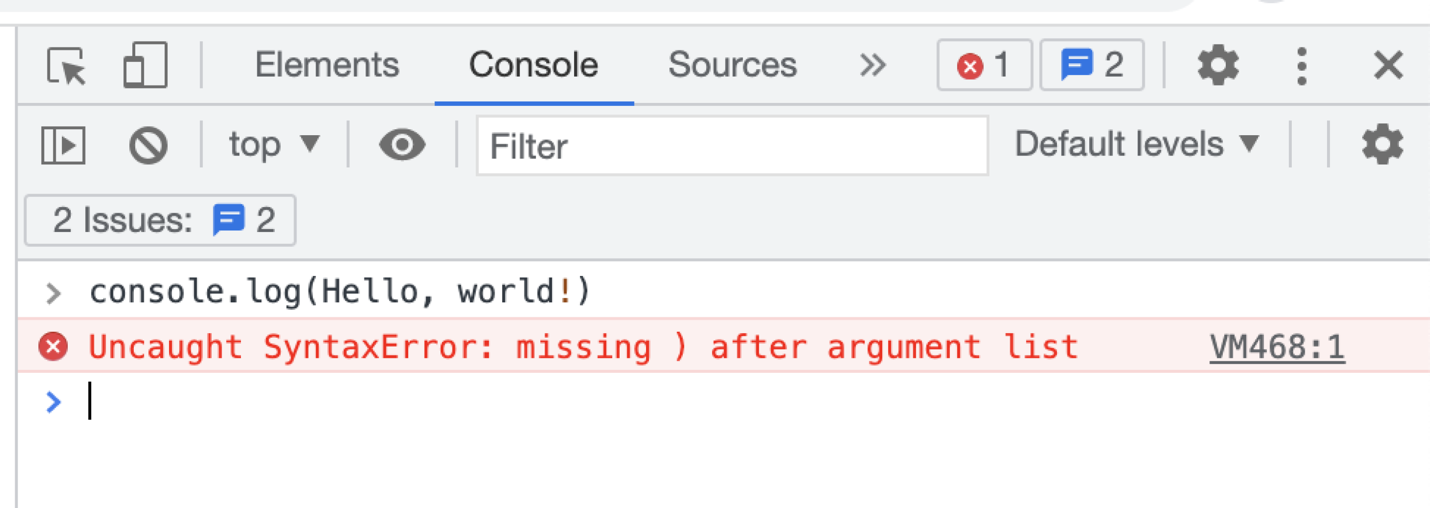 Elements Console Sources 1 2
top Filter Default levels
2 Issues: 2
console.log(Hello, world!)
Uncaught SyntaxError: missing ) after argument list VM468:1